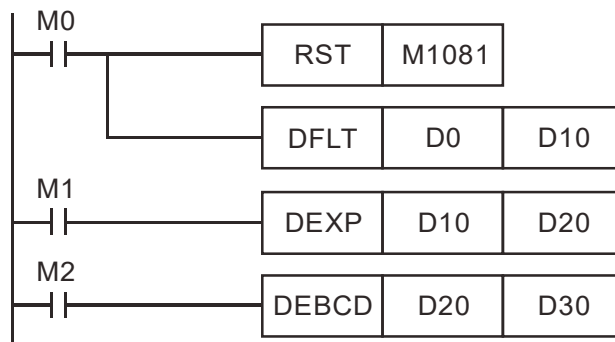 M0
RST M1081
DFLT D0 D10
M1
DEXP D10 D20
M2
DEBCD D20 D30